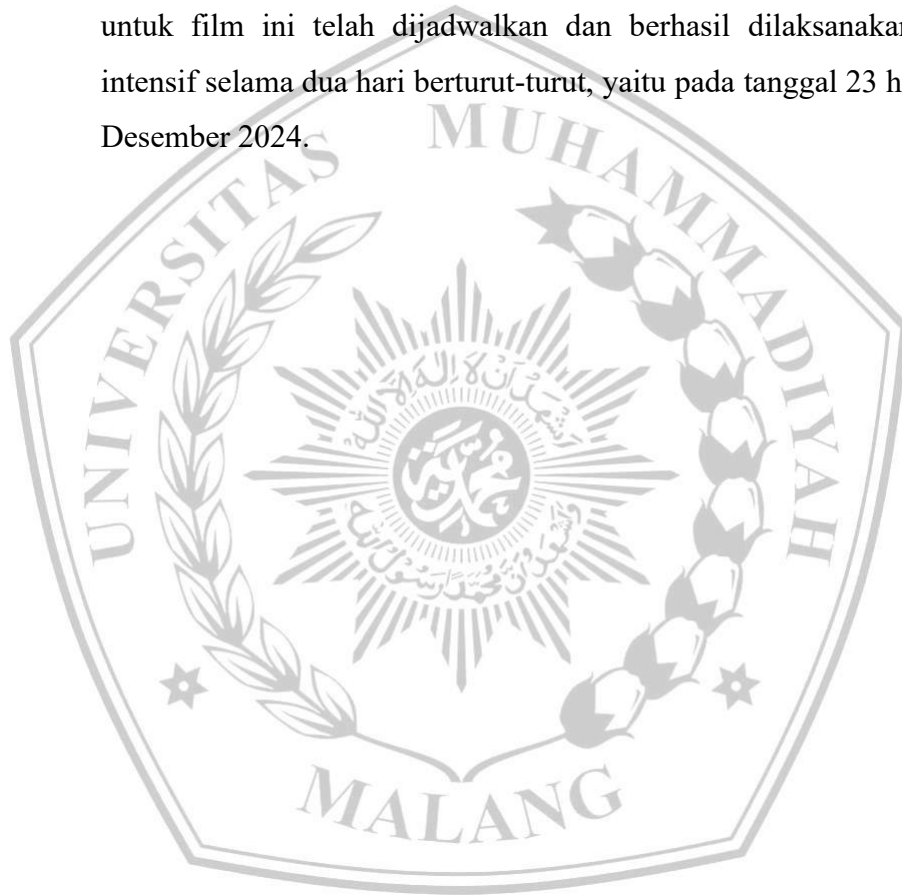 untuk film ini telah dijadwalkan dan berhasil dilaksanakan
intensif selama dua hari berturut-turut, yaitu pada tanggal 23 h
Desember 2024.
UNIVERSITAS MUHAMMADIYAH
MALANG